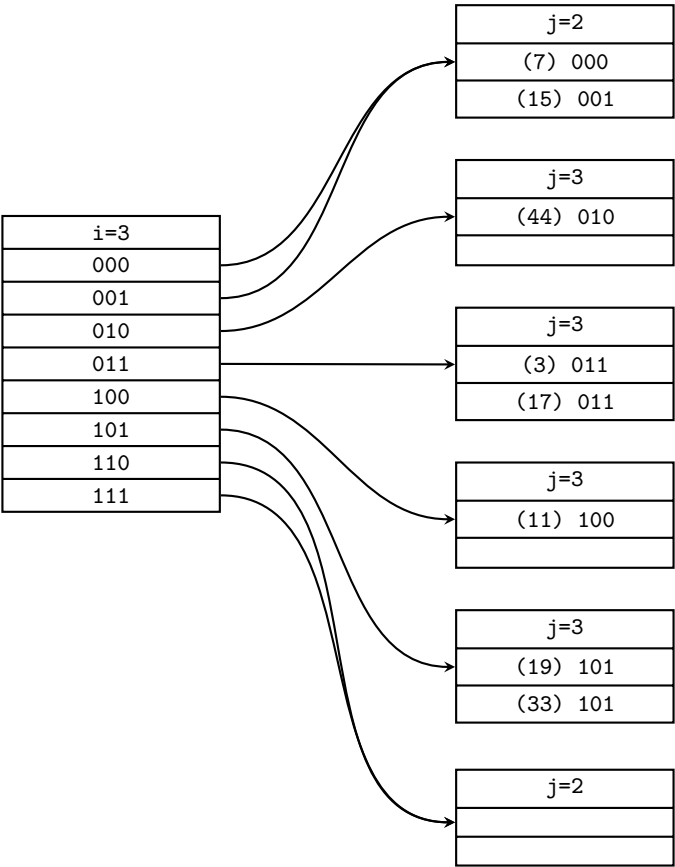 i=3
000
001
010
011
100
101
110
111
j=2
(7) 000
(15) 001
j=3
(44) 010
j=3
(3) 011
(17) 011
j=3
(11) 100
j=3
(19) 101
(33) 101
j=2